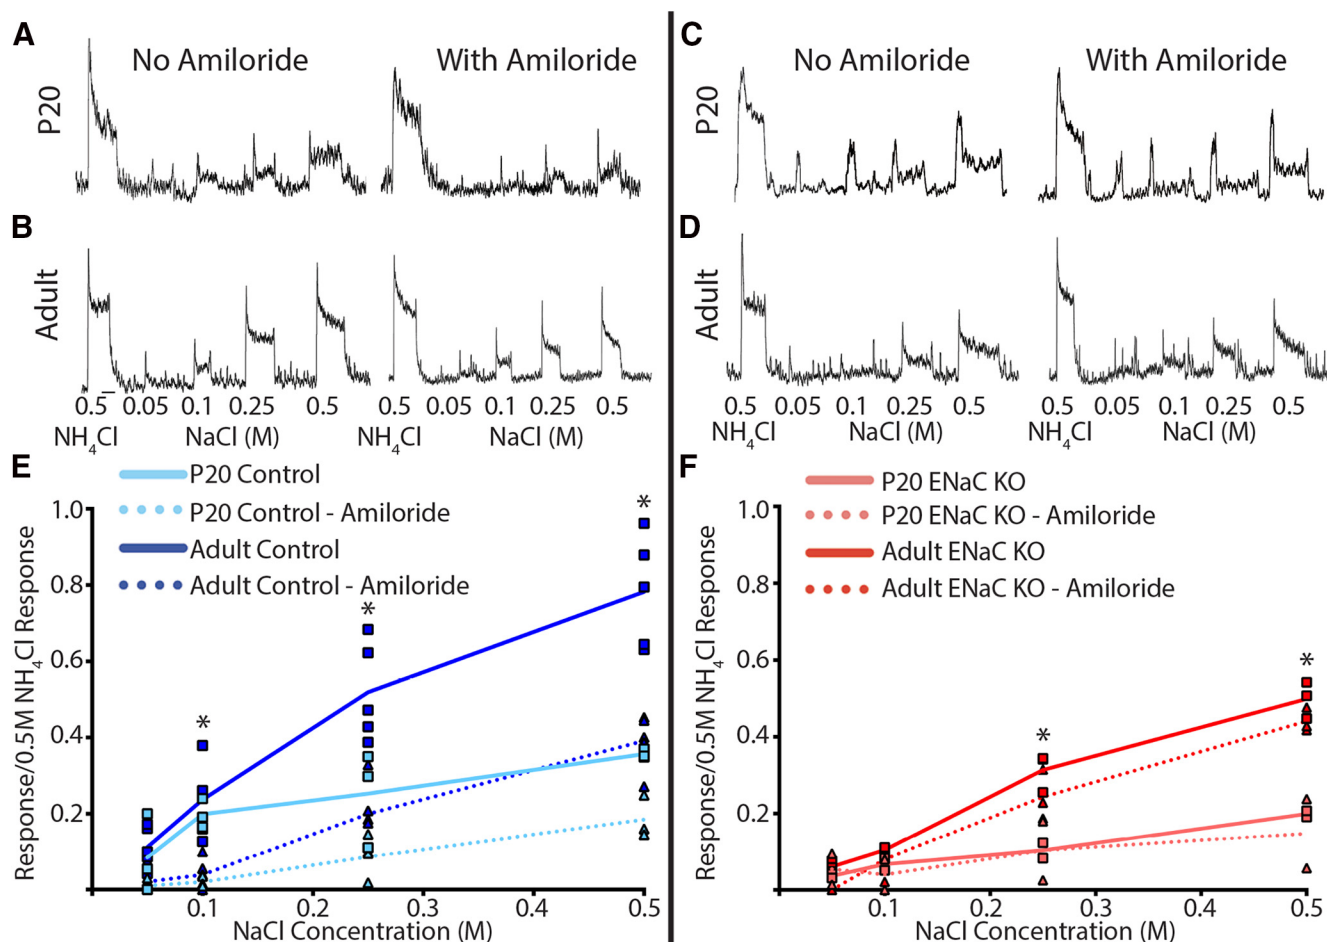 A
No Amiloride
With Amiloride
P20
B
Adult
0.5 0.05 0.1 0.25 0.5 0.5 0.05 0.1 0.25 0.5
NH4Cl NaCl (M) NH4Cl NaCl (M)
C
No Amiloride
With Amiloride
P20
D
Adult
0.5 0.05 0.1 0.25 0.5 0.5 0.05 0.1 0.25 0.5
NH4Cl NaCl (M) NH4Cl NaCl (M)
E
P20 Control
P20 Control - Amiloride
Adult Control
Adult Control - Amiloride
Response/0.5M NH4Cl Response
1.0
0.8
0.6
0.4
0.2
*
*
*
0.1 0.2 0.3 0.4 0.5
NaCl Concentration (M)
F
P20 ENaC KO
P20 ENaC KO - Amiloride
Adult ENaC KO
Adult ENaC KO - Amiloride
Response/0.5M NH4Cl Response
1.0
0.8
0.6
0.4
0.2
*
*
0.1 0.2 0.3 0.4 0.5
NaCl Concentration (M)